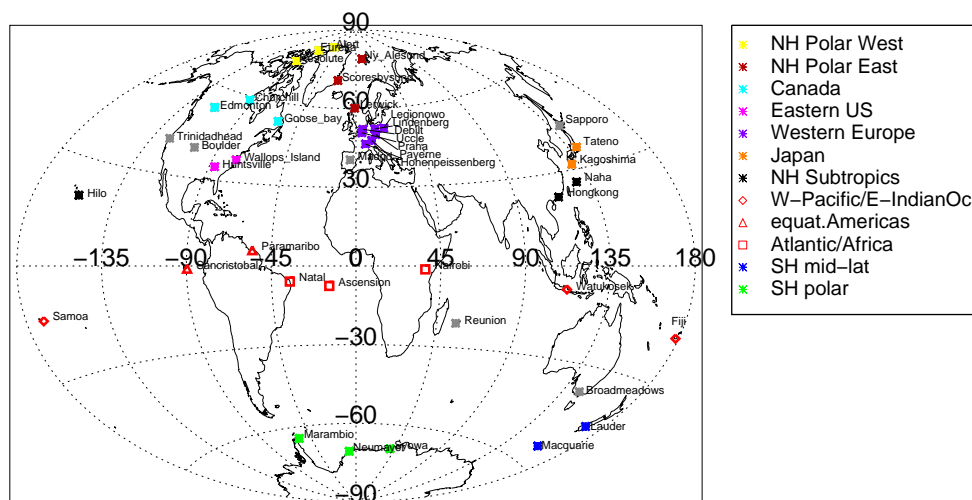 90
Alert
Eureka
Resolute
Ny_Alesond
Scoresbysund
60
Churchill
Edmonton
Lerwick
Goose_bay
Legionowo
Lindenberg
Debilt
Uccle
Praha
Payerne
Hohenpeissenberg
Madrid
Trinidadhead
Boulder
Wallops_Island
Huntsville
Sapporo
Tateno
Kagoshima
Naha
Hongkong
30
Hilo
Paramaribo
Sancristobal
−135
−90
−45
0
45
90
135
180
Natal
Ascension
Nairobi
Watukosek
Samoa
Reunion
Fiji
−30
Broadmeadows
−60
Lauder
Macquarie
Marambio
Neumayer
Syowa
−90
NH Polar West
NH Polar East
Canada
Eastern US
Western Europe
Japan
NH Subtropics
W−Pacific/E−IndianOc
equat.Americas
Atlantic/Africa
SH mid−lat
SH polar